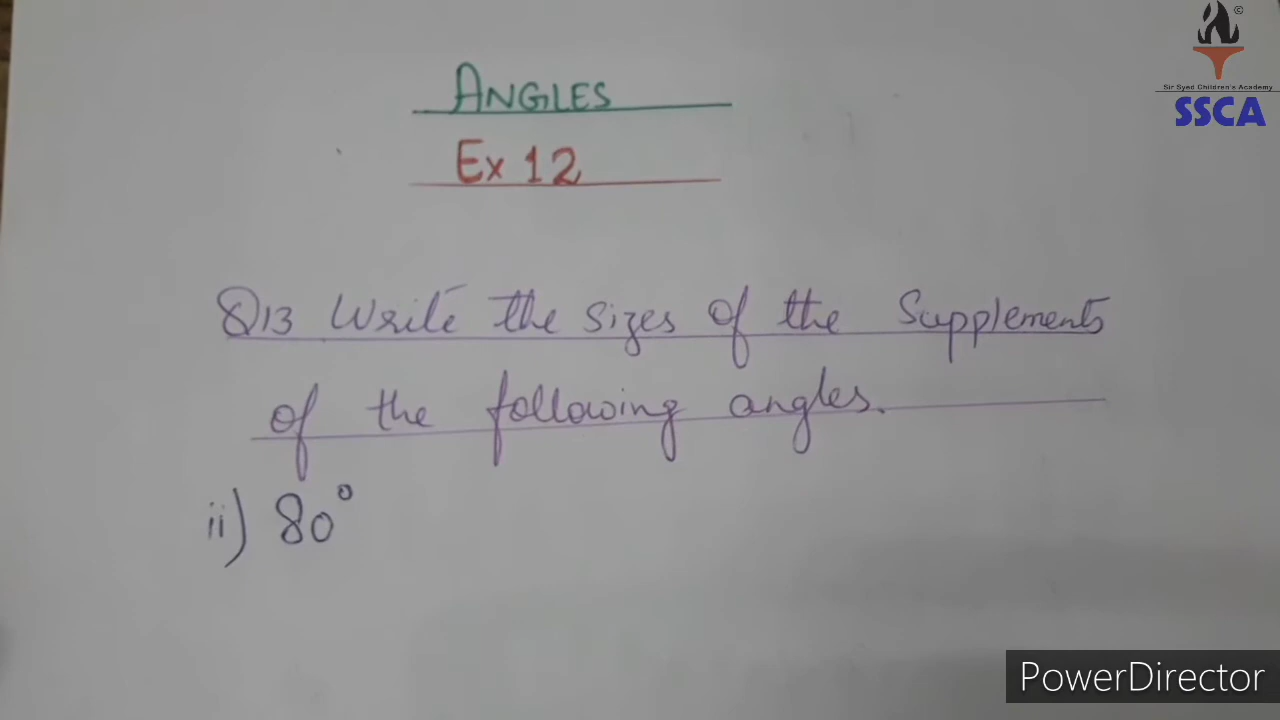 ©
Sir Syed Children's Academy
SSCA
ANGLES
Ex 12
Q13 Write the sizes of the Supplements
of the following angles.
ii) 80°
PowerDirector